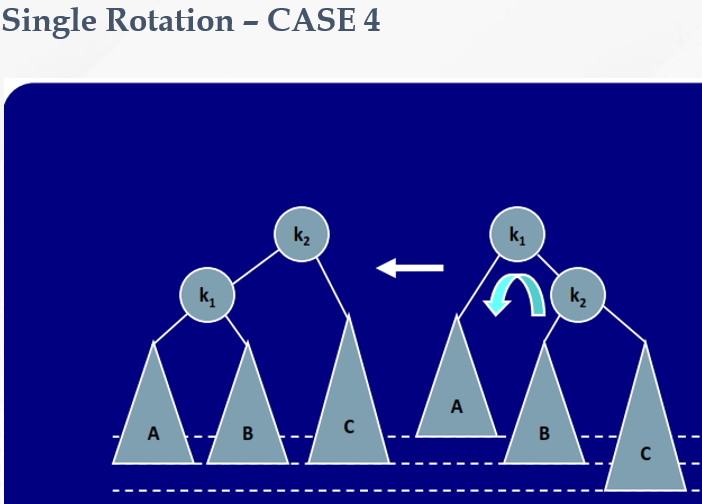 Single Rotation – CASE 4
k₂ k₁
k₁ k₂
A B C A B C